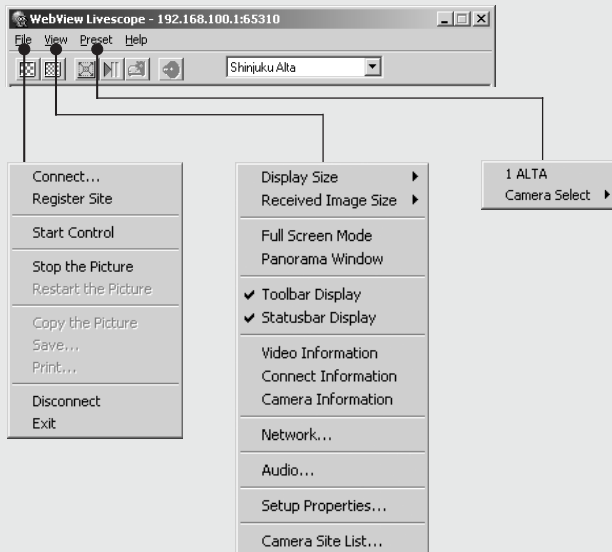 WebView Livescope - 192.168.100.1:65310
File View Preset Help
Shinjuku Alta
Connect...
Register Site
Start Control
Stop the Picture
Restart the Picture
Copy the Picture
Save...
Print...
Disconnect
Exit
Display Size
Received Image Size
Full Screen Mode
Panorama Window
Toolbar Display
Statusbar Display
Video Information
Connect Information
Camera Information
Network...
Audio...
Setup Properties...
Camera Site List...
1 ALTA
Camera Select